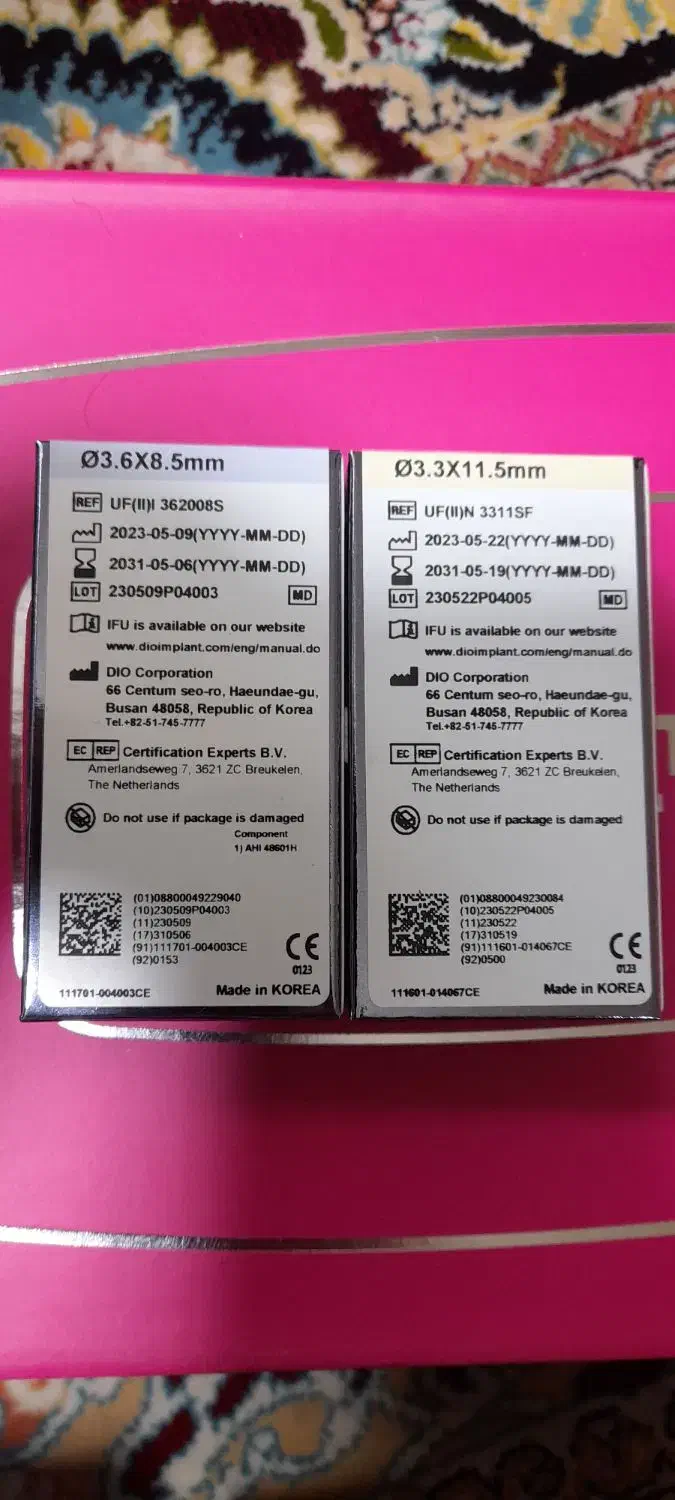 Ø3.6X8.5mm
REF UF(II)I 362008S
2023-05-09(YYYY-MM-DD)
2031-05-06(YYYY-MM-DD)
LOT 230509P04003 MD
IFU is available on our website
www.dioimplant.com/eng/manual.do
DIO Corporation
66 Centum seo-ro, Haeundae-gu,
Busan 48058, Republic of Korea
Tel.+82-51-745-7777
EC REP Certification Experts B.V.
Amerlandseweg 7, 3621 ZC Breukelen,
The Netherlands
Do not use if package is damaged
Component
1) AHI 48601H
(01)08800049229040
(10)230509P04003
(11)230509
(17)310506
(91)111701-004003CE
(92)0153
CE
0123
111701-004003CE Made in KOREA
Ø3.3X11.5mm
REF UF(II)N 3311SF
2023-05-22(YYYY-MM-DD)
2031-05-19(YYYY-MM-DD)
LOT 230522P04005 MD
IFU is available on our website
www.dioimplant.com/eng/manual.do
DIO Corporation
66 Centum seo-ro, Haeundae-gu,
Busan 48058, Republic of Korea
Tel.+82-51-745-7777
EC REP Certification Experts B.V.
Amerlandseweg 7, 3621 ZC Breukelen,
The Netherlands
Do not use if package is damaged
(01)08800049230084
(10)230522P04005
(11)230522
(17)310519
(91)111601-014067CE
(92)0500
CE
0123
111601-014067CE Made in KOREA